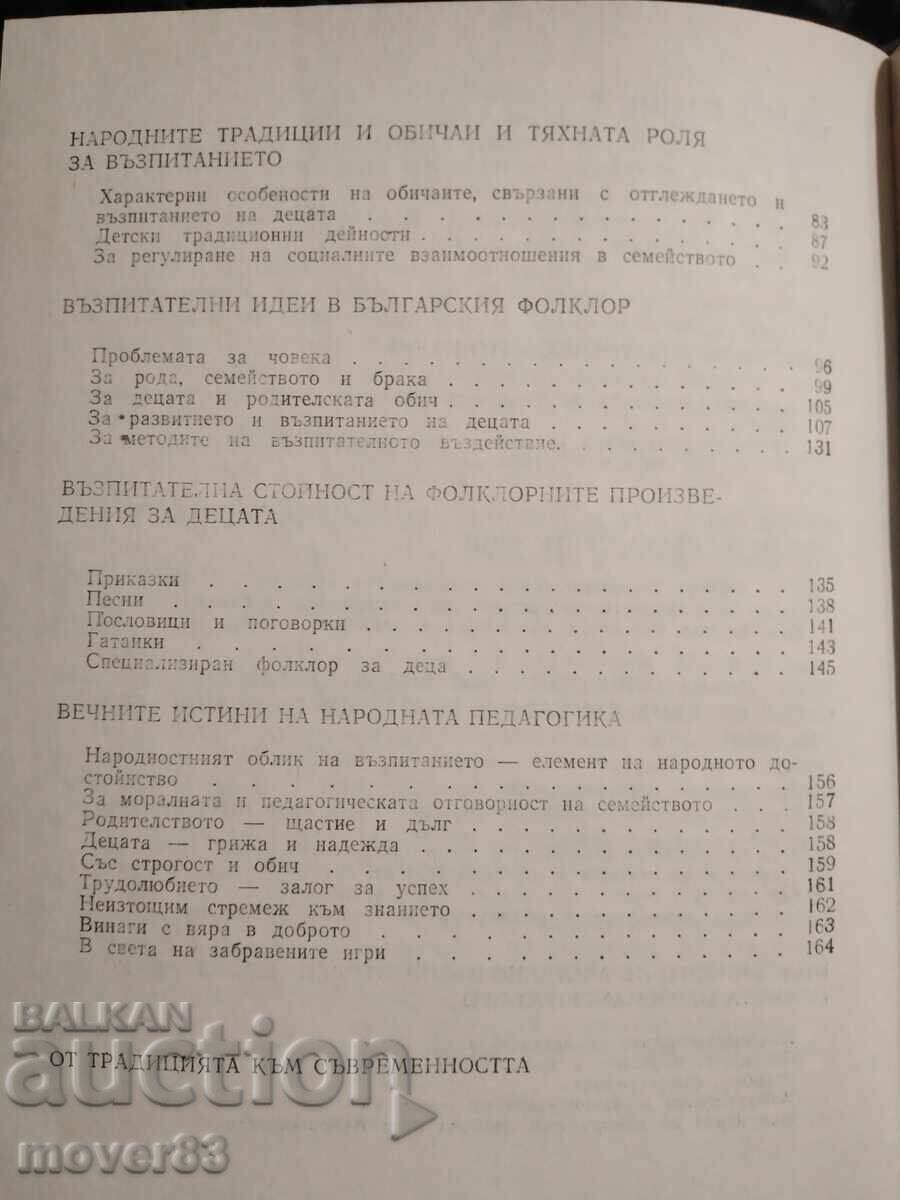 НАРОДНИТЕ ТРАДИЦИИ И ОБИЧАИ И ТЯХНАТА РОЛЯ
ЗА ВЪЗПИТАНИЕТО
Характерни особености на обичаите, свързани с отглеждането и
възпитанието на децата . . . . . . . . . . . . . . 83
Детски традиционни дейности . . . . . . . . . . . . 87
За регулиране на социалните взаимоотношения в семейството . . 92
ВЪЗПИТАТЕЛНИ ИДЕИ В БЪЛГАРСКИЯ ФОЛКЛОР
Проблемата за човека . . . . . . . . . . . . . . 96
За рода, семейството и брака . . . . . . . . . . . . 99
За децата и родителската обич . . . . . . . . . . . 105
За развитието и възпитанието на децата . . . . . . . . 107
За методите на възпитателното въздействие. . . . . . . . 131
ВЪЗПИТАТЕЛНА СТОЙНОСТ НА ФОЛКЛОРНИТЕ ПРОИЗВЕ-
ДЕНИЯ ЗА ДЕЦАТА
Приказки . . . . . . . . . . . . . . . . . 135
Песни . . . . . . . . . . . . . . . . . . 138
Пословици и поговорки . . . . . . . . . . . . . 141
Гатанки . . . . . . . . . . . . . . . . . 143
Специализиран фолклор за деца . . . . . . . . . . . 145
ВЕЧНИТЕ ИСТИНИ НА НАРОДНАТА ПЕДАГОГИКА
Народностният облик на възпитанието — елемент на народното до-
стойнство . . . . . . . . . . . . . . . . . 156
За моралната и педагогическата отговорност на семейството . . . 157
Родителството — щастие и дълг . . . . . . . . . . . 158
Децата — грижа и надежда . . . . . . . . . . . . 158
Със строгост и обич . . . . . . . . . . . . . . 159
Трудолюбието — залог за успех . . . . . . . . . . . 161
Неизтощим стремеж към знанието . . . . . . . . . . 162
Винаги с вяра в доброто . . . . . . . . . . . . . 163
В света на забравените игри . . . . . . . . . . . . 164
ОТ ТРАДИЦИЯТА КЪМ СЪВРЕМЕННОСТТА
BALKAN
auction
mover83